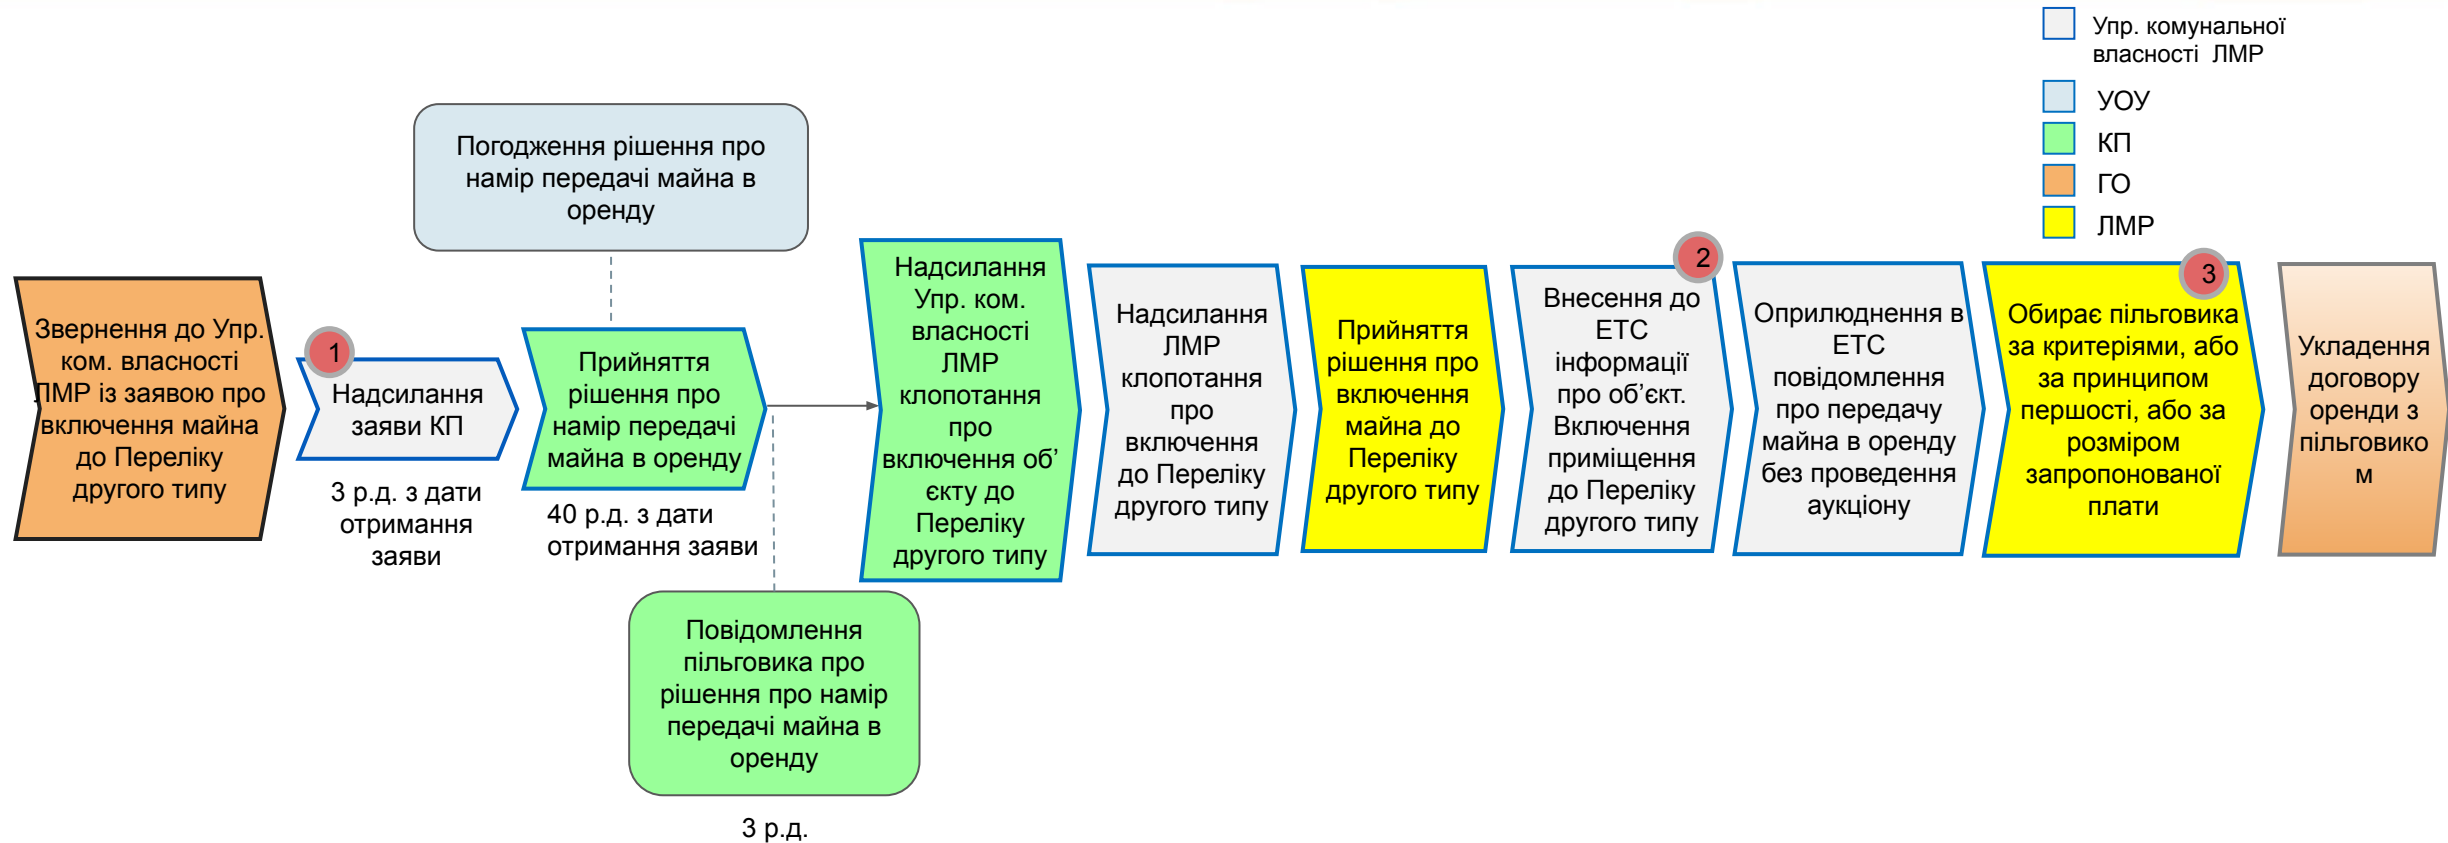 Упр. комунальної
власності ЛМР
УОУ
КП
ГО
ЛМР
Погодження рішення про
намір передачі майна в
оренду
Звернення до Упр.
ком. власності
ЛМР із заявою про
включення майна
до Переліку
другого типу
1
Надсилання
заяви КП
3 р.д. з дати
отримання
заяви
Прийняття
рішення про
намір передачі
майна в оренду
40 р.д. з дати
отримання заяви
Повідомлення
пільговика про
рішення про намір
передачі майна в
оренду
3 р.д.
Надсилання
Упр. ком.
власності
ЛМР
клопотання
про
включення об’
єкту до
Переліку
другого типу
Надсилання
ЛМР
клопотання
про
включення
до Переліку
другого типу
Прийняття
рішення про
включення
майна до
Переліку
другого типу
2
Внесення до
ЕТС
інформації
про об’єкт.
Включення
приміщення
до Переліку
другого типу
Оприлюднення в
ЕТС
повідомлення
про передачу
майна в оренду
без проведення
аукціону
3
Обирає пільговика
за критеріями, або
за принципом
першості, або за
розміром
запропонованої
плати
Укладення
договору
оренди з
пільговико
м